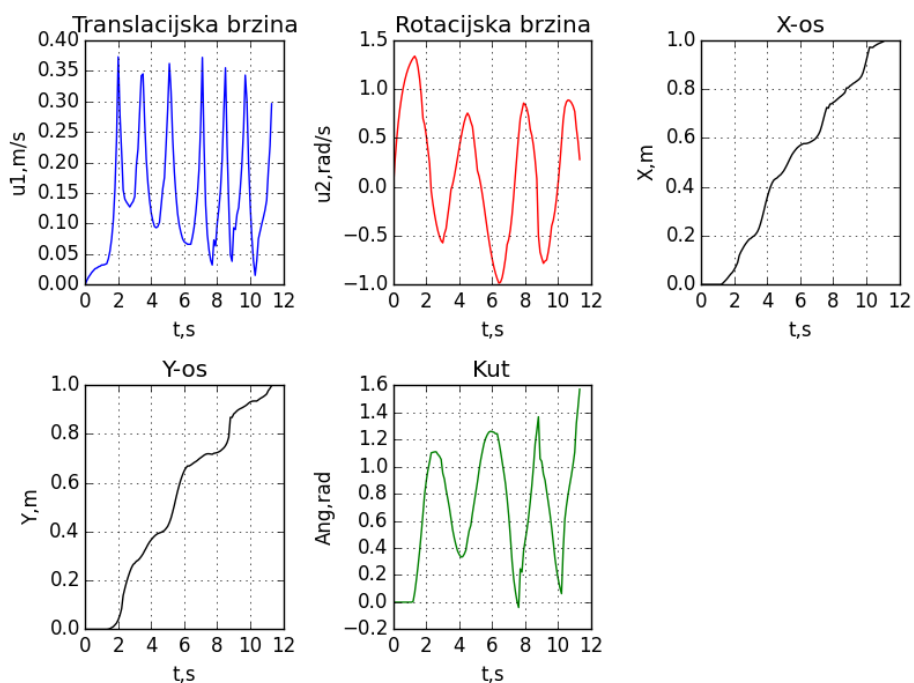 Translacijska brzina
0.40
0.35
0.30
0.25
0.20
0.15
0.10
0.05
0.00
u1,m/s
0 2 4 6 8 10 12
t,s
Rotacijska brzina
1.5
1.0
0.5
0.0
−0.5
−1.0
u2,rad/s
0 2 4 6 8 10 12
t,s
X-os
1.0
0.8
0.6
0.4
0.2
0.0
X,m
0 2 4 6 8 10 12
t,s
Y-os
1.0
0.8
0.6
0.4
0.2
0.0
Y,m
0 2 4 6 8 10 12
t,s
Kut
1.6
1.4
1.2
1.0
0.8
0.6
0.4
0.2
0.0
−0.2
Ang,rad
0 2 4 6 8 10 12
t,s